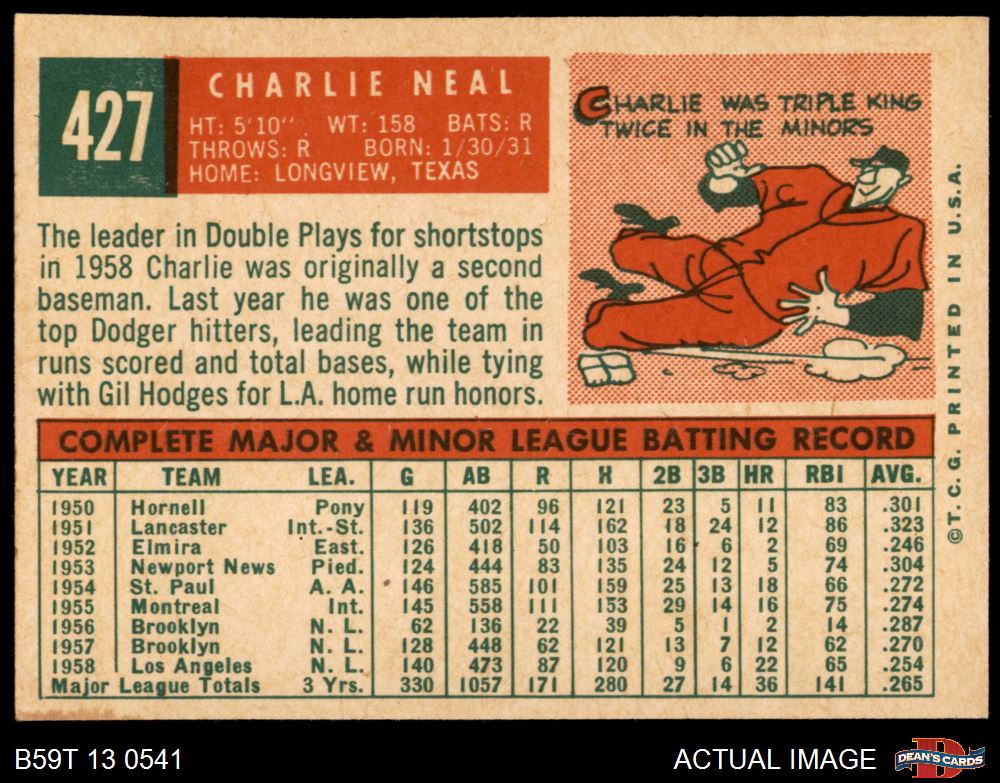 427
CHARLIE NEAL
HT: 5'10" WT: 158 BATS: R
THROWS: R BORN: 1/30/31
HOME: LONGVIEW, TEXAS
CHARLIE WAS TRIPLE KING
TWICE IN THE MINORS
The leader in Double Plays for shortstops
in 1958 Charlie was originally a second
baseman. Last year he was one of the
top Dodger hitters, leading the team in
runs scored and total bases, while tying
with Gil Hodges for L.A. home run honors.
©T.C.G. PRINTED IN U.S.A.
COMPLETE MAJOR & MINOR LEAGUE BATTING RECORD
YEAR TEAM LEA. G AB R H 2B 3B HR RBI AVG.
1950 Hornell Pony 119 402 96 121 23 5 11 83 .301
1951 Lancaster Int.-St. 136 502 114 162 18 24 12 86 .323
1952 Elmira East. 126 418 50 103 16 6 2 69 .246
1953 Newport News Pied. 124 444 83 135 24 12 5 74 .304
1954 St. Paul A. A. 146 585 101 159 25 13 18 66 .272
1955 Montreal Int. 145 558 111 153 29 14 16 75 .274
1956 Brooklyn N. L. 62 136 22 39 5 1 2 14 .287
1957 Brooklyn N. L. 128 448 62 121 13 7 12 62 .270
1958 Los Angeles N. L. 140 473 87 120 9 6 22 65 .254
Major League Totals 3 Yrs. 330 1057 171 280 27 14 36 141 .265
B59T 13 0541
ACTUAL IMAGE
D
DEAN'S CARDS